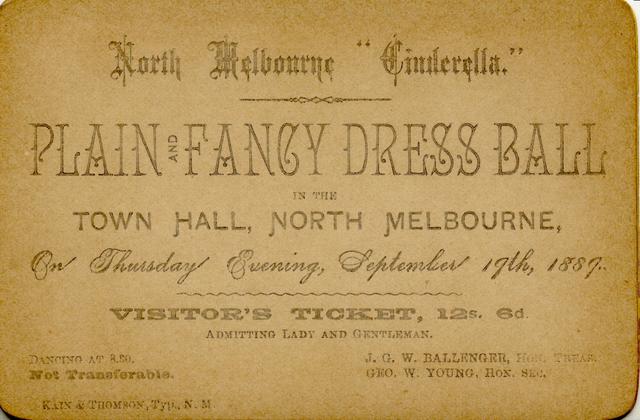 North Melbourne "Cinderella."
PLAIN AND FANCY DRESS BALL
IN THE
TOWN HALL, NORTH MELBOURNE,
On Thursday Evening, September 19th, 1889.
VISITOR'S TICKET, 12s. 6d.
ADMITTING LADY AND GENTLEMAN.
DANCING AT 8.30.
Not Transferable.
J. G. W. BALLENGER, HON. TREAS.
GEO. W. YOUNG, HON. SEC.
KAIN & THOMSON, Typ., N. M.